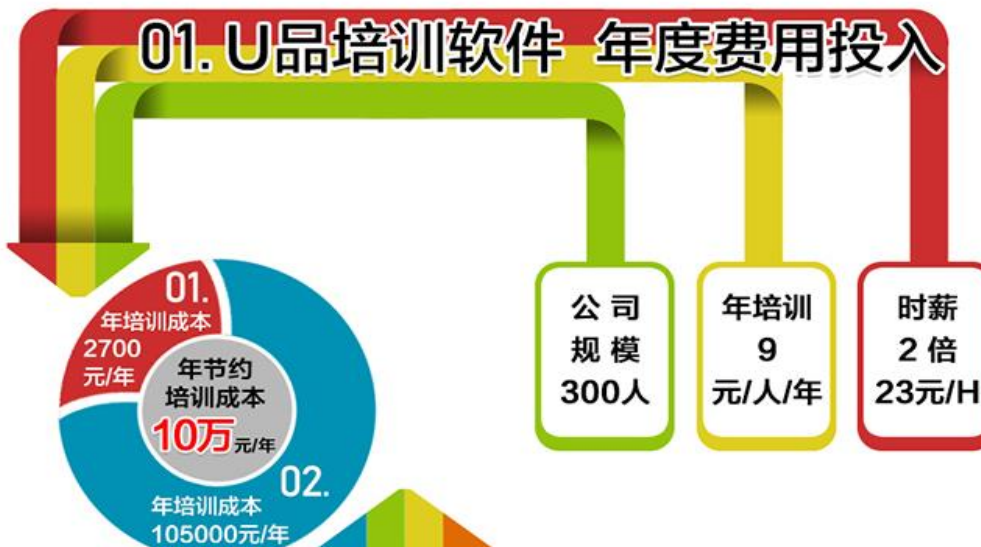 01. U品培训软件 年度费用投入
01.
年培训成本
2700
元/年
年节约
培训成本
10万元/年
02.
年培训成本
105000元/年
公司
规模
300人
年培训
9
元/人/年
时薪
2倍
23元/H